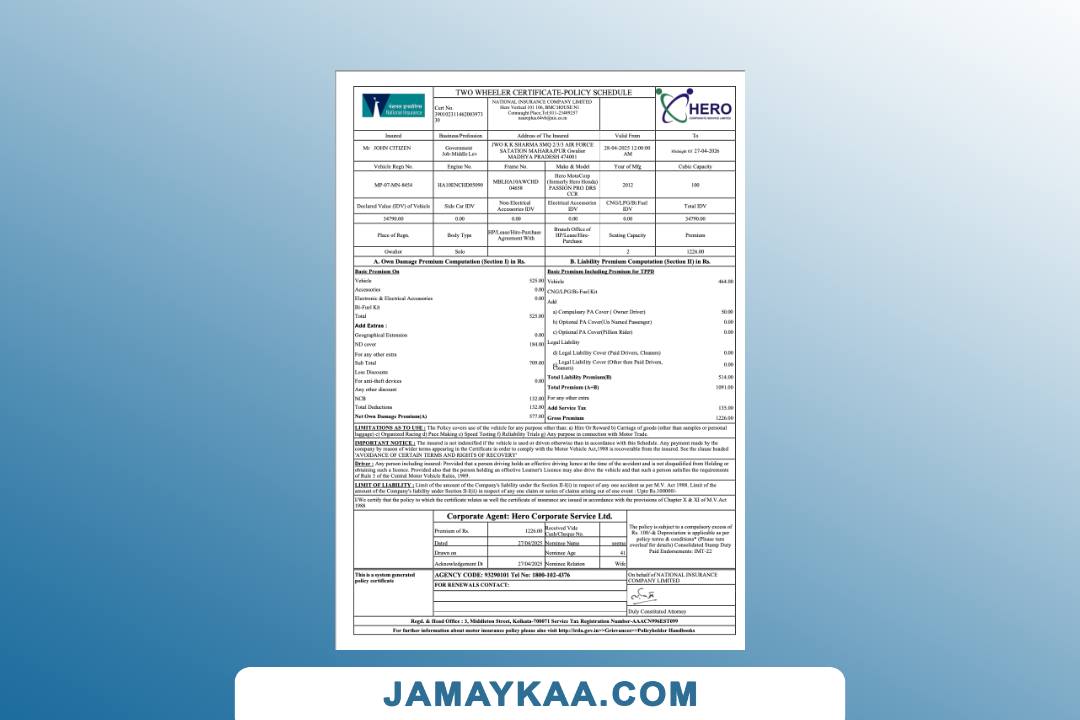 TWO WHEELER CERTIFICATE-POLICY SCHEDULE
National Insurance
Cert No.
NATIONAL INSURANCE COMPANY LIMITED
HERO
CORPORATE SERVICE LIMITED
Insured Business/Profession Address of The Insured Valid From To
Mr JOHN CITIZEN
Government
Job-Middle Lev
JWO K K SHARMA SMQ 2/3/3 AIR FORCE
SATATION MAHARAJPUR Gwalior
MADHYA PRADESH 474001
28-04-2025 12:00:00
AM
Midnight Of 27-04-2026
Vehicle Regn No. Engine No. Frame No. Make & Model Year of Mfg Cubic Capacity
MP-07-MN-8454
Hero MotoCorp
(formerly Hero Honda)
PASSION PRO DRS
2012 100
Declared Value (IDV) of Vehicle Side Car IDV Non-Electrical Accessories IDV Electrical Accessories IDV CNG/LPG/Bi-Fuel IDV Total IDV
34790.00 0.00 0.00 0.00 0.00 34790.00
Place of Regn. Body Type HP/Lease/Hire-Purchase Agreement With Branch Office of HP/Lease/Hire-Purchase Seating Capacity Premium
Gwalior Solo 2 1226.00
A. Own Damage Premium Computation (Section I) in Rs. B. Liability Premium Computation (Section II) in Rs.
Basic Premium On
Vehicle 525.00
Accessories 0.00
Electronic & Electrical Accessories 0.00
Bi-Fuel Kit
Total 525.00
Add Extras :
Geographical Extension 0.00
ND cover 184.00
For any other extra
Sub Total 709.00
Less Discounts
For anti-theft devices 0.00
Any other discount
NCB 132.00
Total Deductions 132.00
Net Own Damage Premium(A) 577.00
Basic Premium Including Premium for TPPD
Vehicle 464.00
CNG/LPG/Bi-Fuel Kit
Add
a) Compulsary PA Cover ( Owner Driver) 50.00
b) Optional PA Cover(Un Named Passenger) 0.00
c) Optional PA Cover(Pillion Rider) 0.00
Legal Liability
d) Legal Liability Cover (Paid Drivers, Cleaners) 0.00
Legal Liability Cover (Other then Paid Drivers,
Cleaners) 0.00
Total Liability Premium(B) 514.00
Total Premium (A+B) 1091.00
For any other extra
Add Service Tax 135.00
Gross Premium 1226.00
LIMITATIONS AS TO USE : The Policy covers use of the vehicle for any purpose other than: a) Hire Or Reward b) Carriage of goods (other than samples or personal
luggage) c) Organized Racing d) Pace Making e) Speed Testing f) Reliability Trials g) Any purpose in connection with Motor Trade.
IMPORTANT NOTICE : The insured is not indemnified if the vehicle is used or driven otherwise than in accordance with this Schedule. Any payment made by the
company by reason of wider terms appearing in the Certificate in order to comply with the Motor Vehicle Act,1988 is recoverable from the insured. See the clause headed
'AVOIDANCE OF CERTAIN TERMS AND RIGHTS OF RECOVERY'
Driver : Any person including insured: Provided that a person driving holds an effective driving licence at the time of the accident and is not disqualified from Holding or
obtaining such a licence. Provided also that the person holding an effective Learner's Licence may also drive the vehicle and that such a person satisfies the requirements
of Rule 3 of the Central Motor Vehicle Rules, 1989.
LIMIT OF LIABILITY : Limit of the amount of the Company's liability under Section II-I(i) in respect of any one accident as per M.V. Act 1988. Limit of the
amount of the Company's liability under Section II-I(ii) in respect of any one claim or series of claims arising out of one event : Upto Rs.100000/-
I/We certify that the policy to which the certificate relates as well the certificate of insurance are issued in accordance with the provisions of Chapter X & XI of M.V.Act
1988
Corporate Agent: Hero Corporate Service Ltd.
Premium of Rs. 1226.00 Received Vide Cash/Cheque No.
Dated 27/04/2025 Nominee Name seema
Drawn on Nominee Age 41
Acknowledgement Dt 27/04/2025 Nominee Relation Wife
The policy is subject to a compulsory excess of
Rs. 100/-& Depreciation is applicable as per
policy terms & conditions* (Please turn
overleaf for details) Consolidated Stamp Duty
Paid Endorsements: IMT-22
This is a system generated
policy certificate
AGENCY CODE: 93290101 Tel No: 1800-102-4376
FOR RENEWALS CONTACT:
On behalf of NATIONAL INSURANCE
COMPANY LIMITED
Duly Constituted Attorney
Regd. & Head Office : 3, Middleton Street, Kolkata-700071 Service Tax Registration Number-AAACN9967EST099
For further information about motor insurance policy please also visit http://irda.gov.in>>Grievances>>Policyholder Handbooks
JAMAYKAA.COM